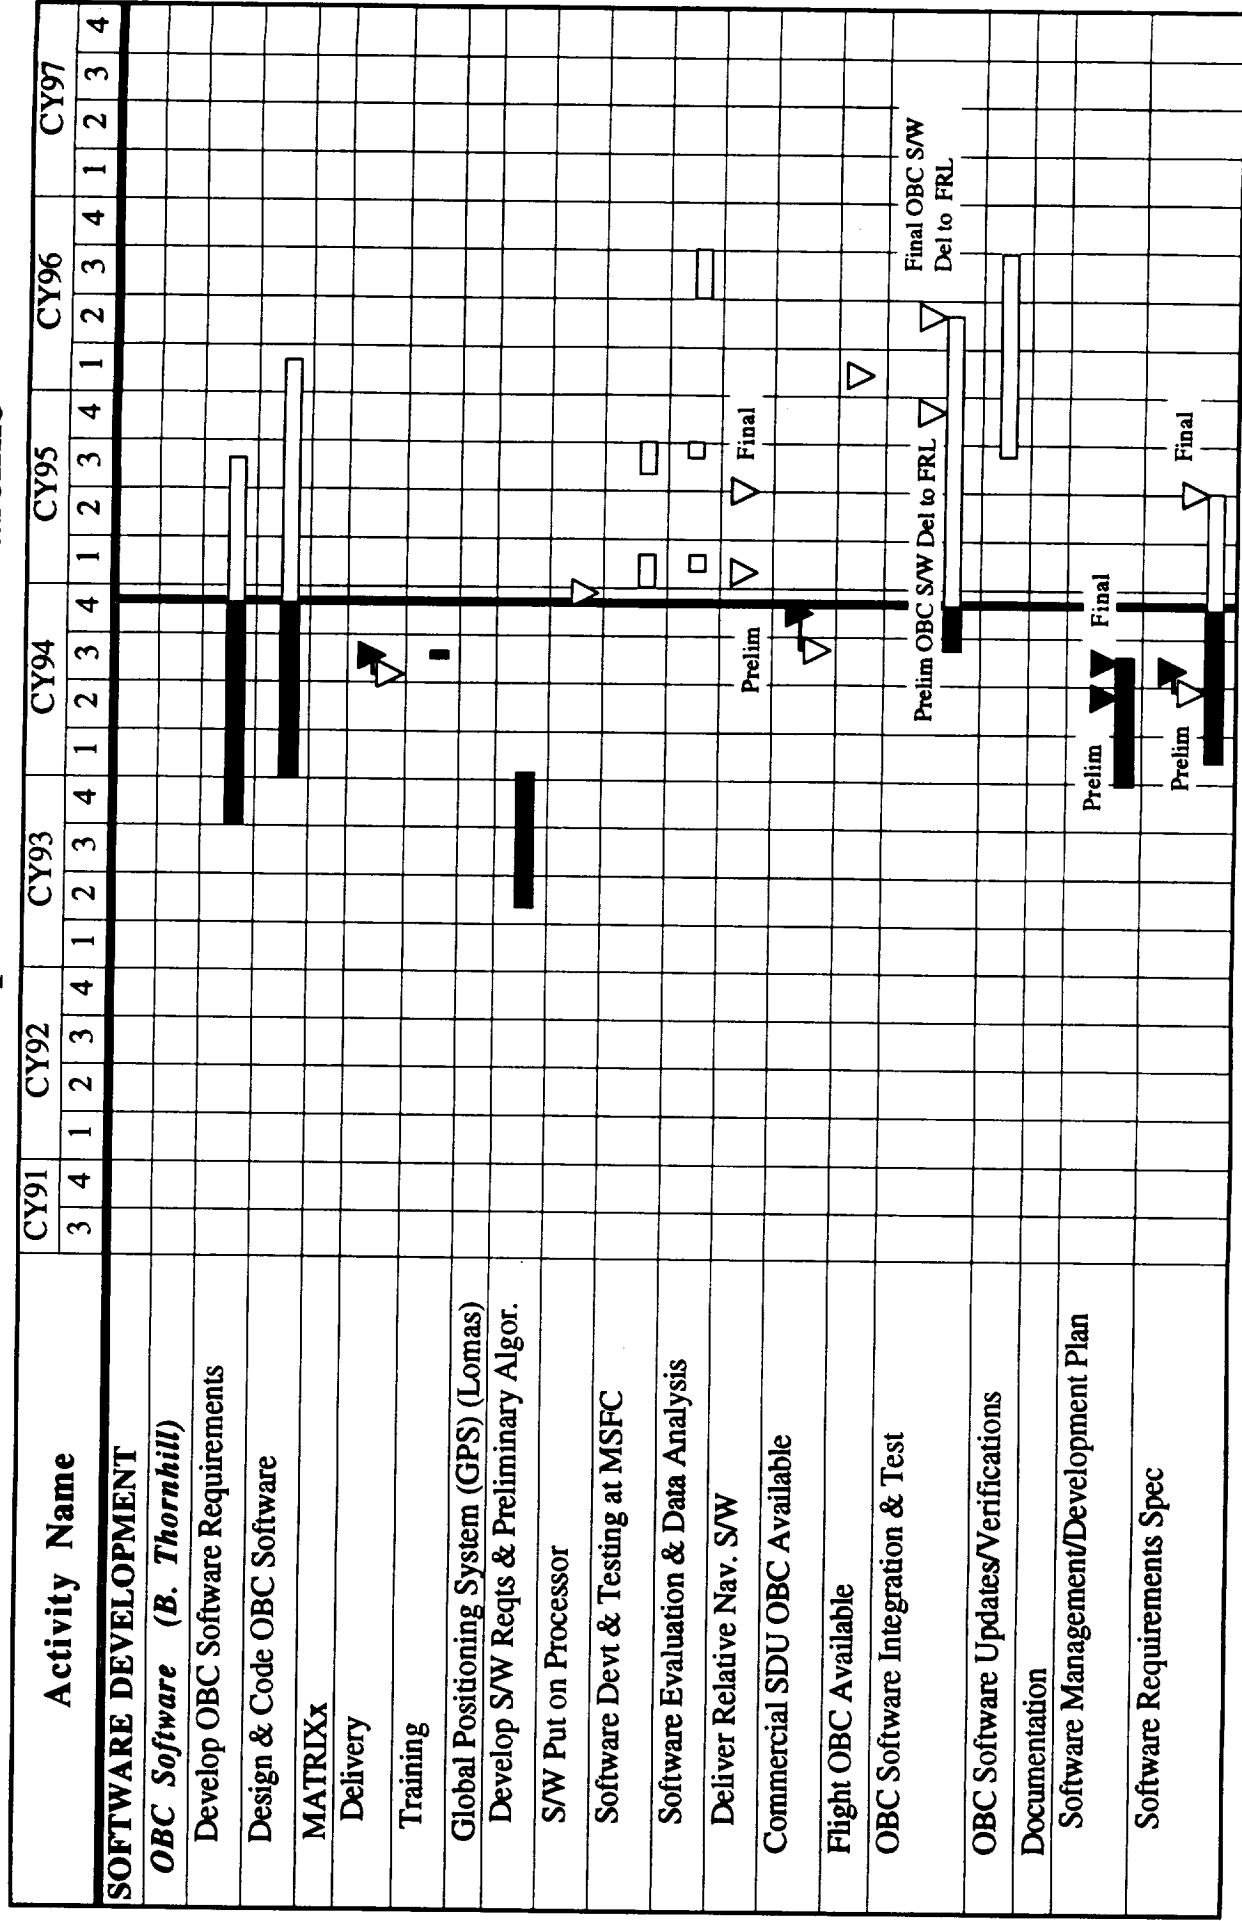 Activity Name
CY91 CY92 CY93 CY94 CY95 CY96 CY97
3 4 1 2 3 4 1 2 3 4 1 2 3 4 1 2 3 4 1 2 3 4 1 2 3 4
SOFTWARE DEVELOPMENT
OBC Software (B. Thornhill)
Develop OBC Software Requirements
Design & Code OBC Software
MATRIXx
Delivery
Training
Global Positioning System (GPS) (Lomas)
Develop S/W Reqts & Preliminary Algor.
S/W Put on Processor
Software Devt & Testing at MSFC
Software Evaluation & Data Analysis
Deliver Relative Nav. S/W
Prelim
Final
Commercial SDU OBC Available
Flight OBC Available
OBC Software Integration & Test
Prelim OBC S/W Del to FRL
Final OBC S/W
Del to FRL
OBC Software Updates/Verifications
Documentation
Software Management/Development Plan
Prelim
Final
Software Requirements Spec
Prelim
Final